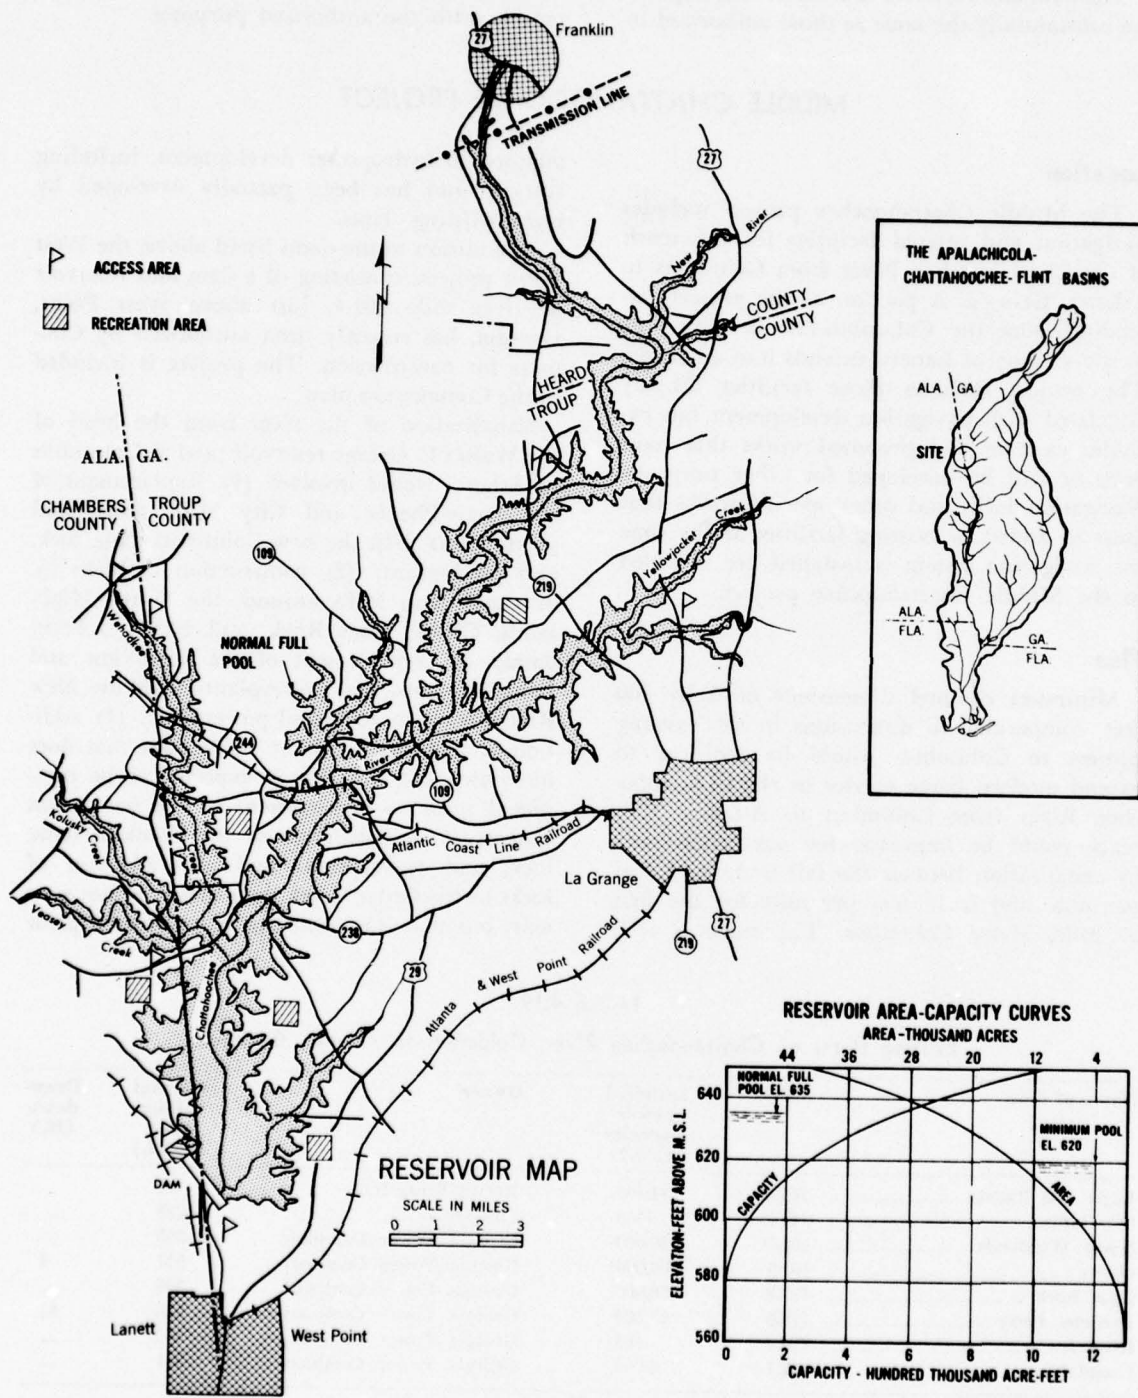 27
Franklin
TRANSMISSION LINE
27
New River
ACCESS AREA
RECREATION AREA
COUNTY
COUNTY
HEARD
TROUP
ALA. GA.
CHAMBERS COUNTY
TROUP COUNTY
109
219
Yellowjacket Creek
Wehadkee Creek
NORMAL FULL
POOL
244
River
109
Atlantic Coast Line Railroad
La Grange
Kolusky Creek
Veasey Creek
238
29
219
27
Chattahoochee
Atlanta & West Point Railroad
DAM
RESERVOIR MAP
SCALE IN MILES
0 1 2 3
Lanett
West Point
THE APALACHICOLA-
CHATTAHOOCHEE-FLINT BASINS
ALA. GA.
SITE
ALA.
FLA.
GA.
FLA.
RESERVOIR AREA-CAPACITY CURVES
AREA-THOUSAND ACRES
44 36 28 20 12 4
NORMAL FULL
POOL EL. 635
MINIMUM POOL
EL. 620
CAPACITY
AREA
ELEVATION-FEET ABOVE M.S.L.
640
620
600
580
560
0 2 4 6 8 10 12
CAPACITY - HUNDRED THOUSAND ACRE-FEET